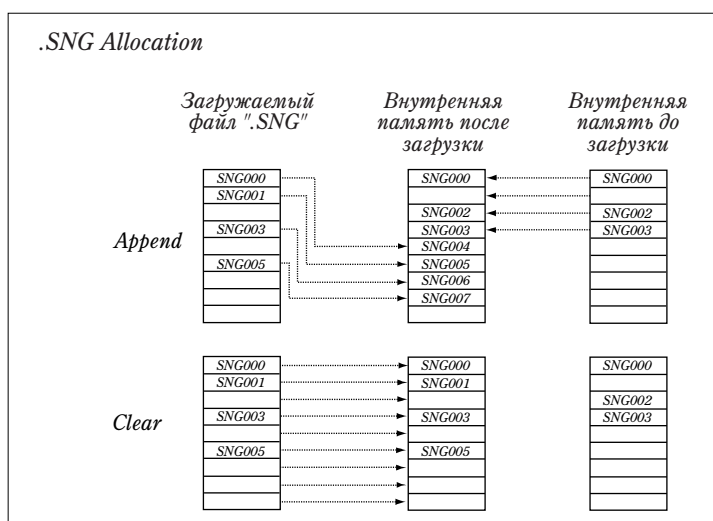 .SNG Allocation
Загружаемый файл ".SNG"
Внутренняя память после загрузки
Внутренняя память до загрузки
Append
SNG000
SNG001
SNG003
SNG005
SNG000
SNG002
SNG003
SNG004
SNG005
SNG006
SNG007
SNG000
SNG002
SNG003
Clear
SNG000
SNG001
SNG003
SNG005
SNG000
SNG001
SNG003
SNG005
SNG000
SNG002
SNG003